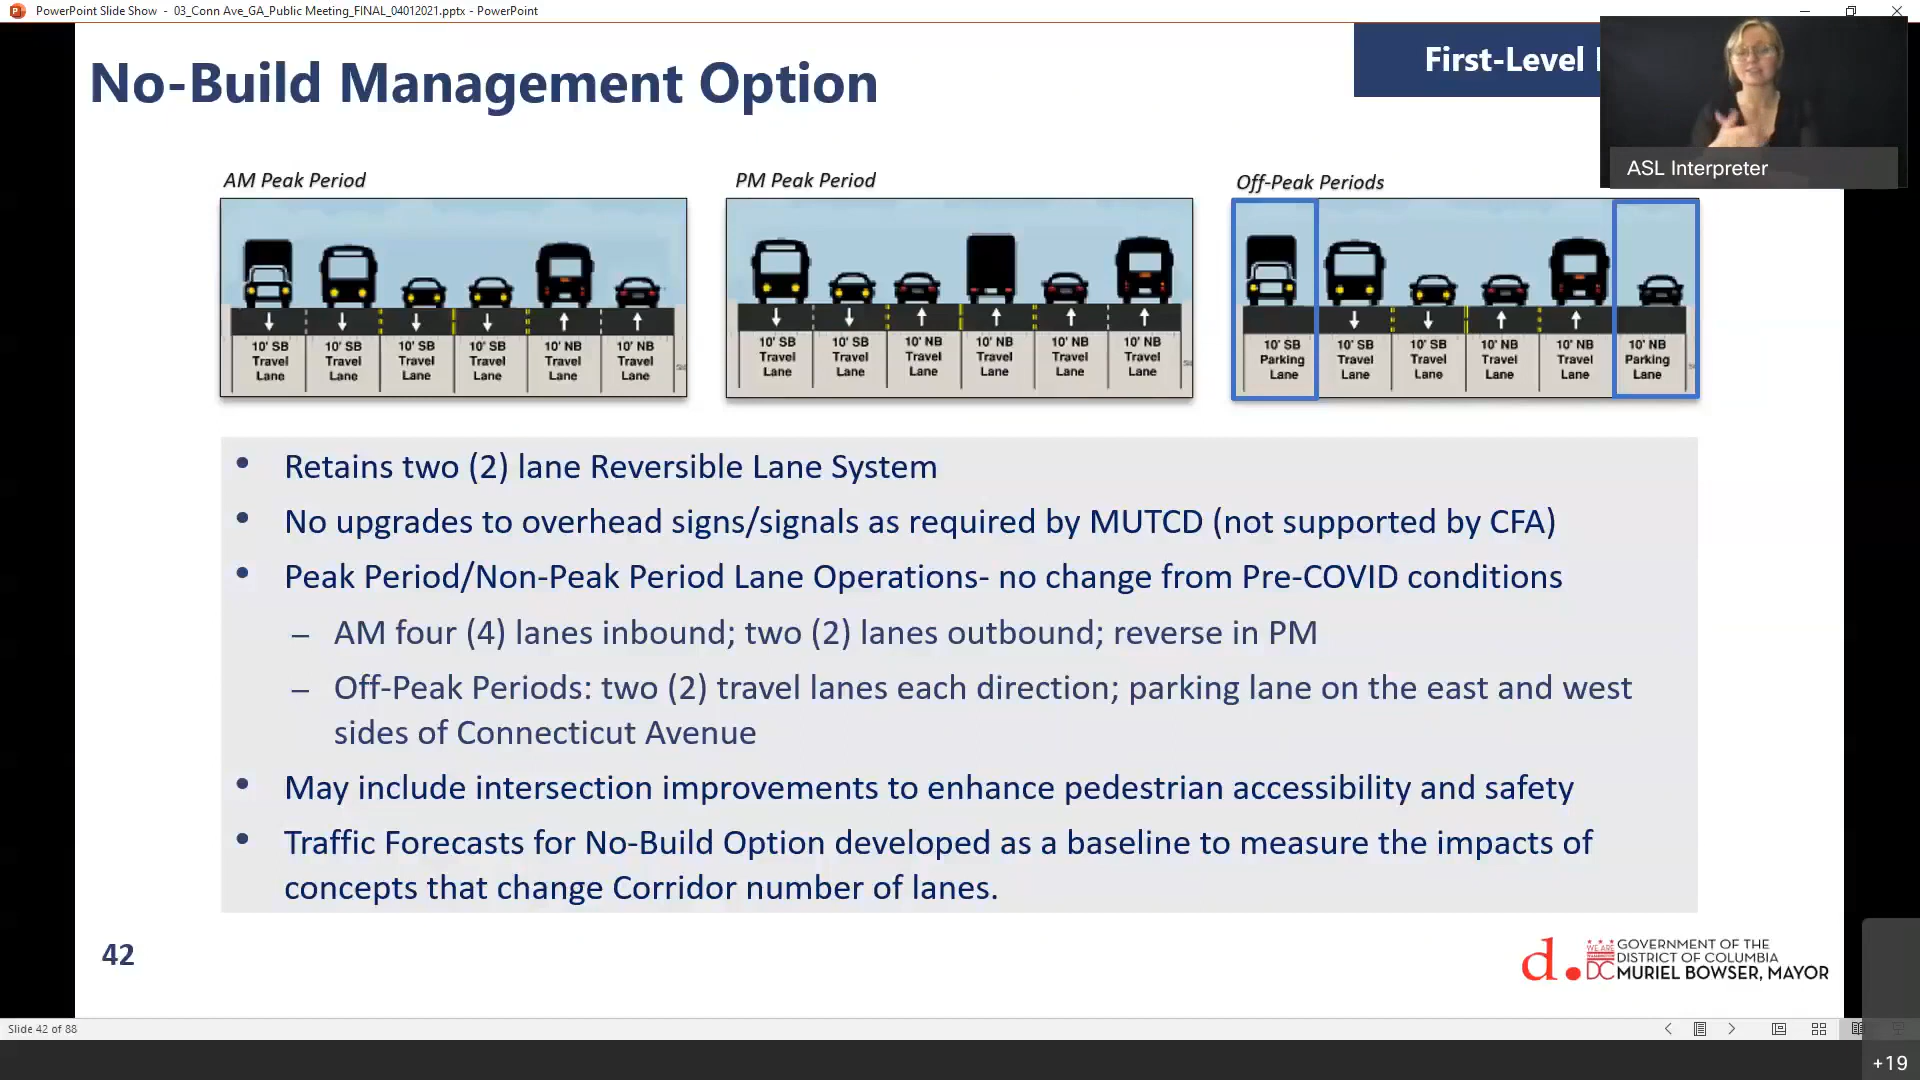 PowerPoint Slide Show - 03_Conn Ave_GA_Public Meeting_FINAL_04012021.pptx - PowerPoint
No-Build Management Option
First-Level
ASL Interpreter
AM Peak Period
PM Peak Period
Off-Peak Periods
10' SB Travel Lane
10' SB Travel Lane
10' SB Travel Lane
10' SB Travel Lane
10' NB Travel Lane
10' NB Travel Lane
10' SB Travel Lane
10' SB Travel Lane
10' NB Travel Lane
10' NB Travel Lane
10' NB Travel Lane
10' NB Travel Lane
10' SB Parking Lane
10' SB Travel Lane
10' SB Travel Lane
10' NB Travel Lane
10' NB Travel Lane
10' NB Parking Lane
• Retains two (2) lane Reversible Lane System
• No upgrades to overhead signs/signals as required by MUTCD (not supported by CFA)
• Peak Period/Non-Peak Period Lane Operations- no change from Pre-COVID conditions
– AM four (4) lanes inbound; two (2) lanes outbound; reverse in PM
– Off-Peak Periods: two (2) travel lanes each direction; parking lane on the east and west
sides of Connecticut Avenue
• May include intersection improvements to enhance pedestrian accessibility and safety
• Traffic Forecasts for No-Build Option developed as a baseline to measure the impacts of
concepts that change Corridor number of lanes.
42
d.
WE ARE
WASHINGTON
DC
GOVERNMENT OF THE
DISTRICT OF COLUMBIA
MURIEL BOWSER, MAYOR
Slide 42 of 88
+19